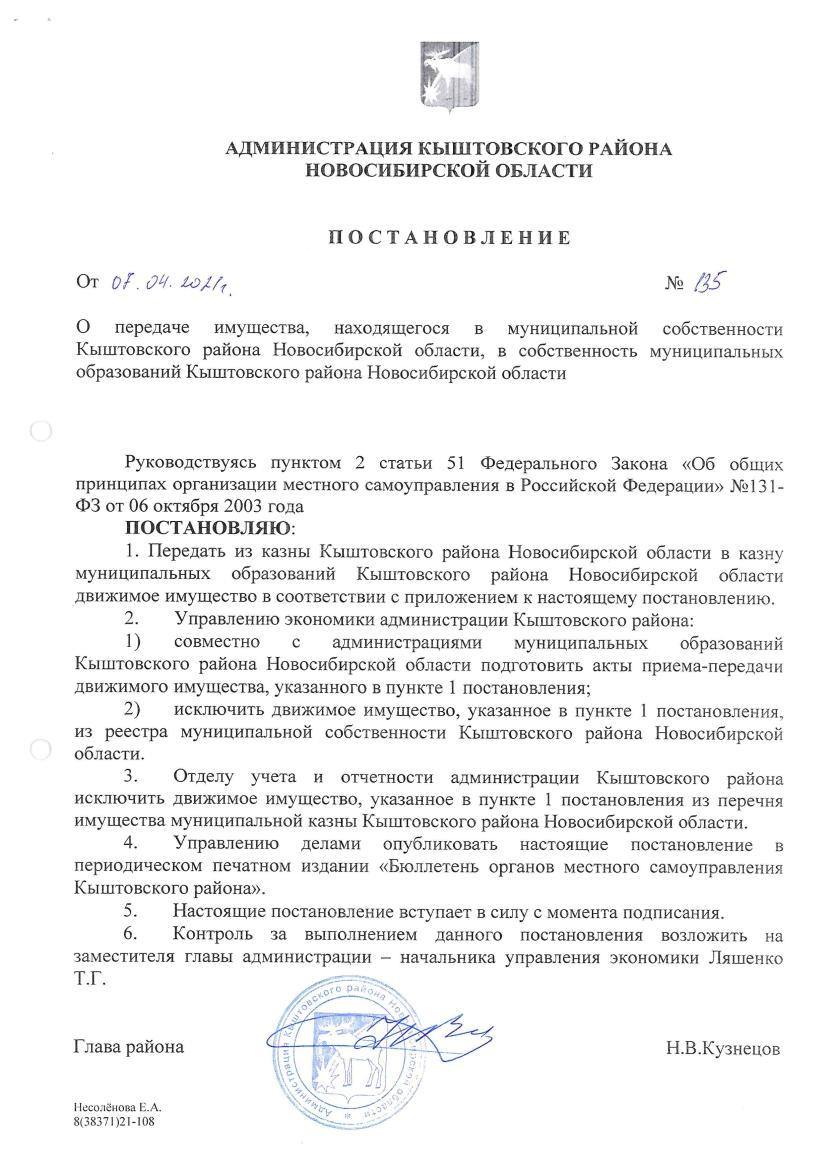 АДМИНИСТРАЦИЯ КЫШТОВСКОГО РАЙОНА
НОВОСИБИРСКОЙ ОБЛАСТИ
ПОСТАНОВЛЕНИЕ
От 07.04.2021г. № 135
О передаче имущества, находящегося в муниципальной собственности
Кыштовского района Новосибирской области, в собственность муниципальных
образований Кыштовского района Новосибирской области
Руководствуясь пунктом 2 статьи 51 Федерального Закона «Об общих
принципах организации местного самоуправления в Российской Федерации» №131-
ФЗ от 06 октября 2003 года
ПОСТАНОВЛЯЮ:
1. Передать из казны Кыштовского района Новосибирской области в казну
муниципальных образований Кыштовского района Новосибирской области
движимое имущество в соответствии с приложением к настоящему постановлению.
2. Управлению экономики администрации Кыштовского района:
1) совместно с администрациями муниципальных образований
Кыштовского района Новосибирской области подготовить акты приема-передачи
движимого имущества, указанного в пункте 1 постановления;
2) исключить движимое имущество, указанное в пункте 1 постановления,
из реестра муниципальной собственности Кыштовского района Новосибирской
области.
3. Отделу учета и отчетности администрации Кыштовского района
исключить движимое имущество, указанное в пункте 1 постановления из перечня
имущества муниципальной казны Кыштовского района Новосибирской области.
4. Управлению делами опубликовать настоящие постановление в
периодическом печатном издании «Бюллетень органов местного самоуправления
Кыштовского района».
5. Настоящие постановление вступает в силу с момента подписания.
6. Контроль за выполнением данного постановления возложить на
заместителя главы администрации – начальника управления экономики Ляшенко
Т.Г.
Администрация Кыштовского района Новосибирской области *
Глава района Н.В.Кузнецов
Несолёнова Е.А.
8(38371)21-108